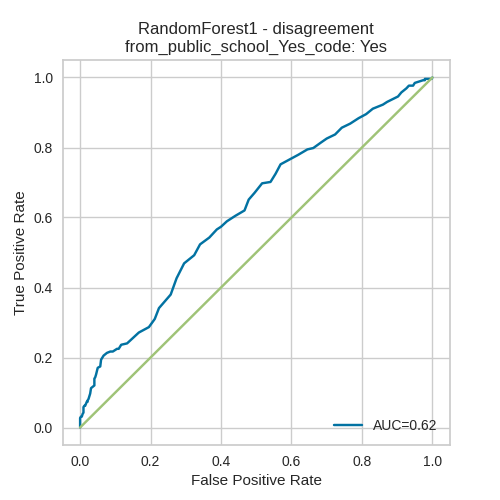 RandomForest1 - disagreement
from_public_school_Yes_code: Yes
True Positive Rate
1.0
0.8
0.6
0.4
0.2
0.0
AUC=0.62
0.0 0.2 0.4 0.6 0.8 1.0
False Positive Rate